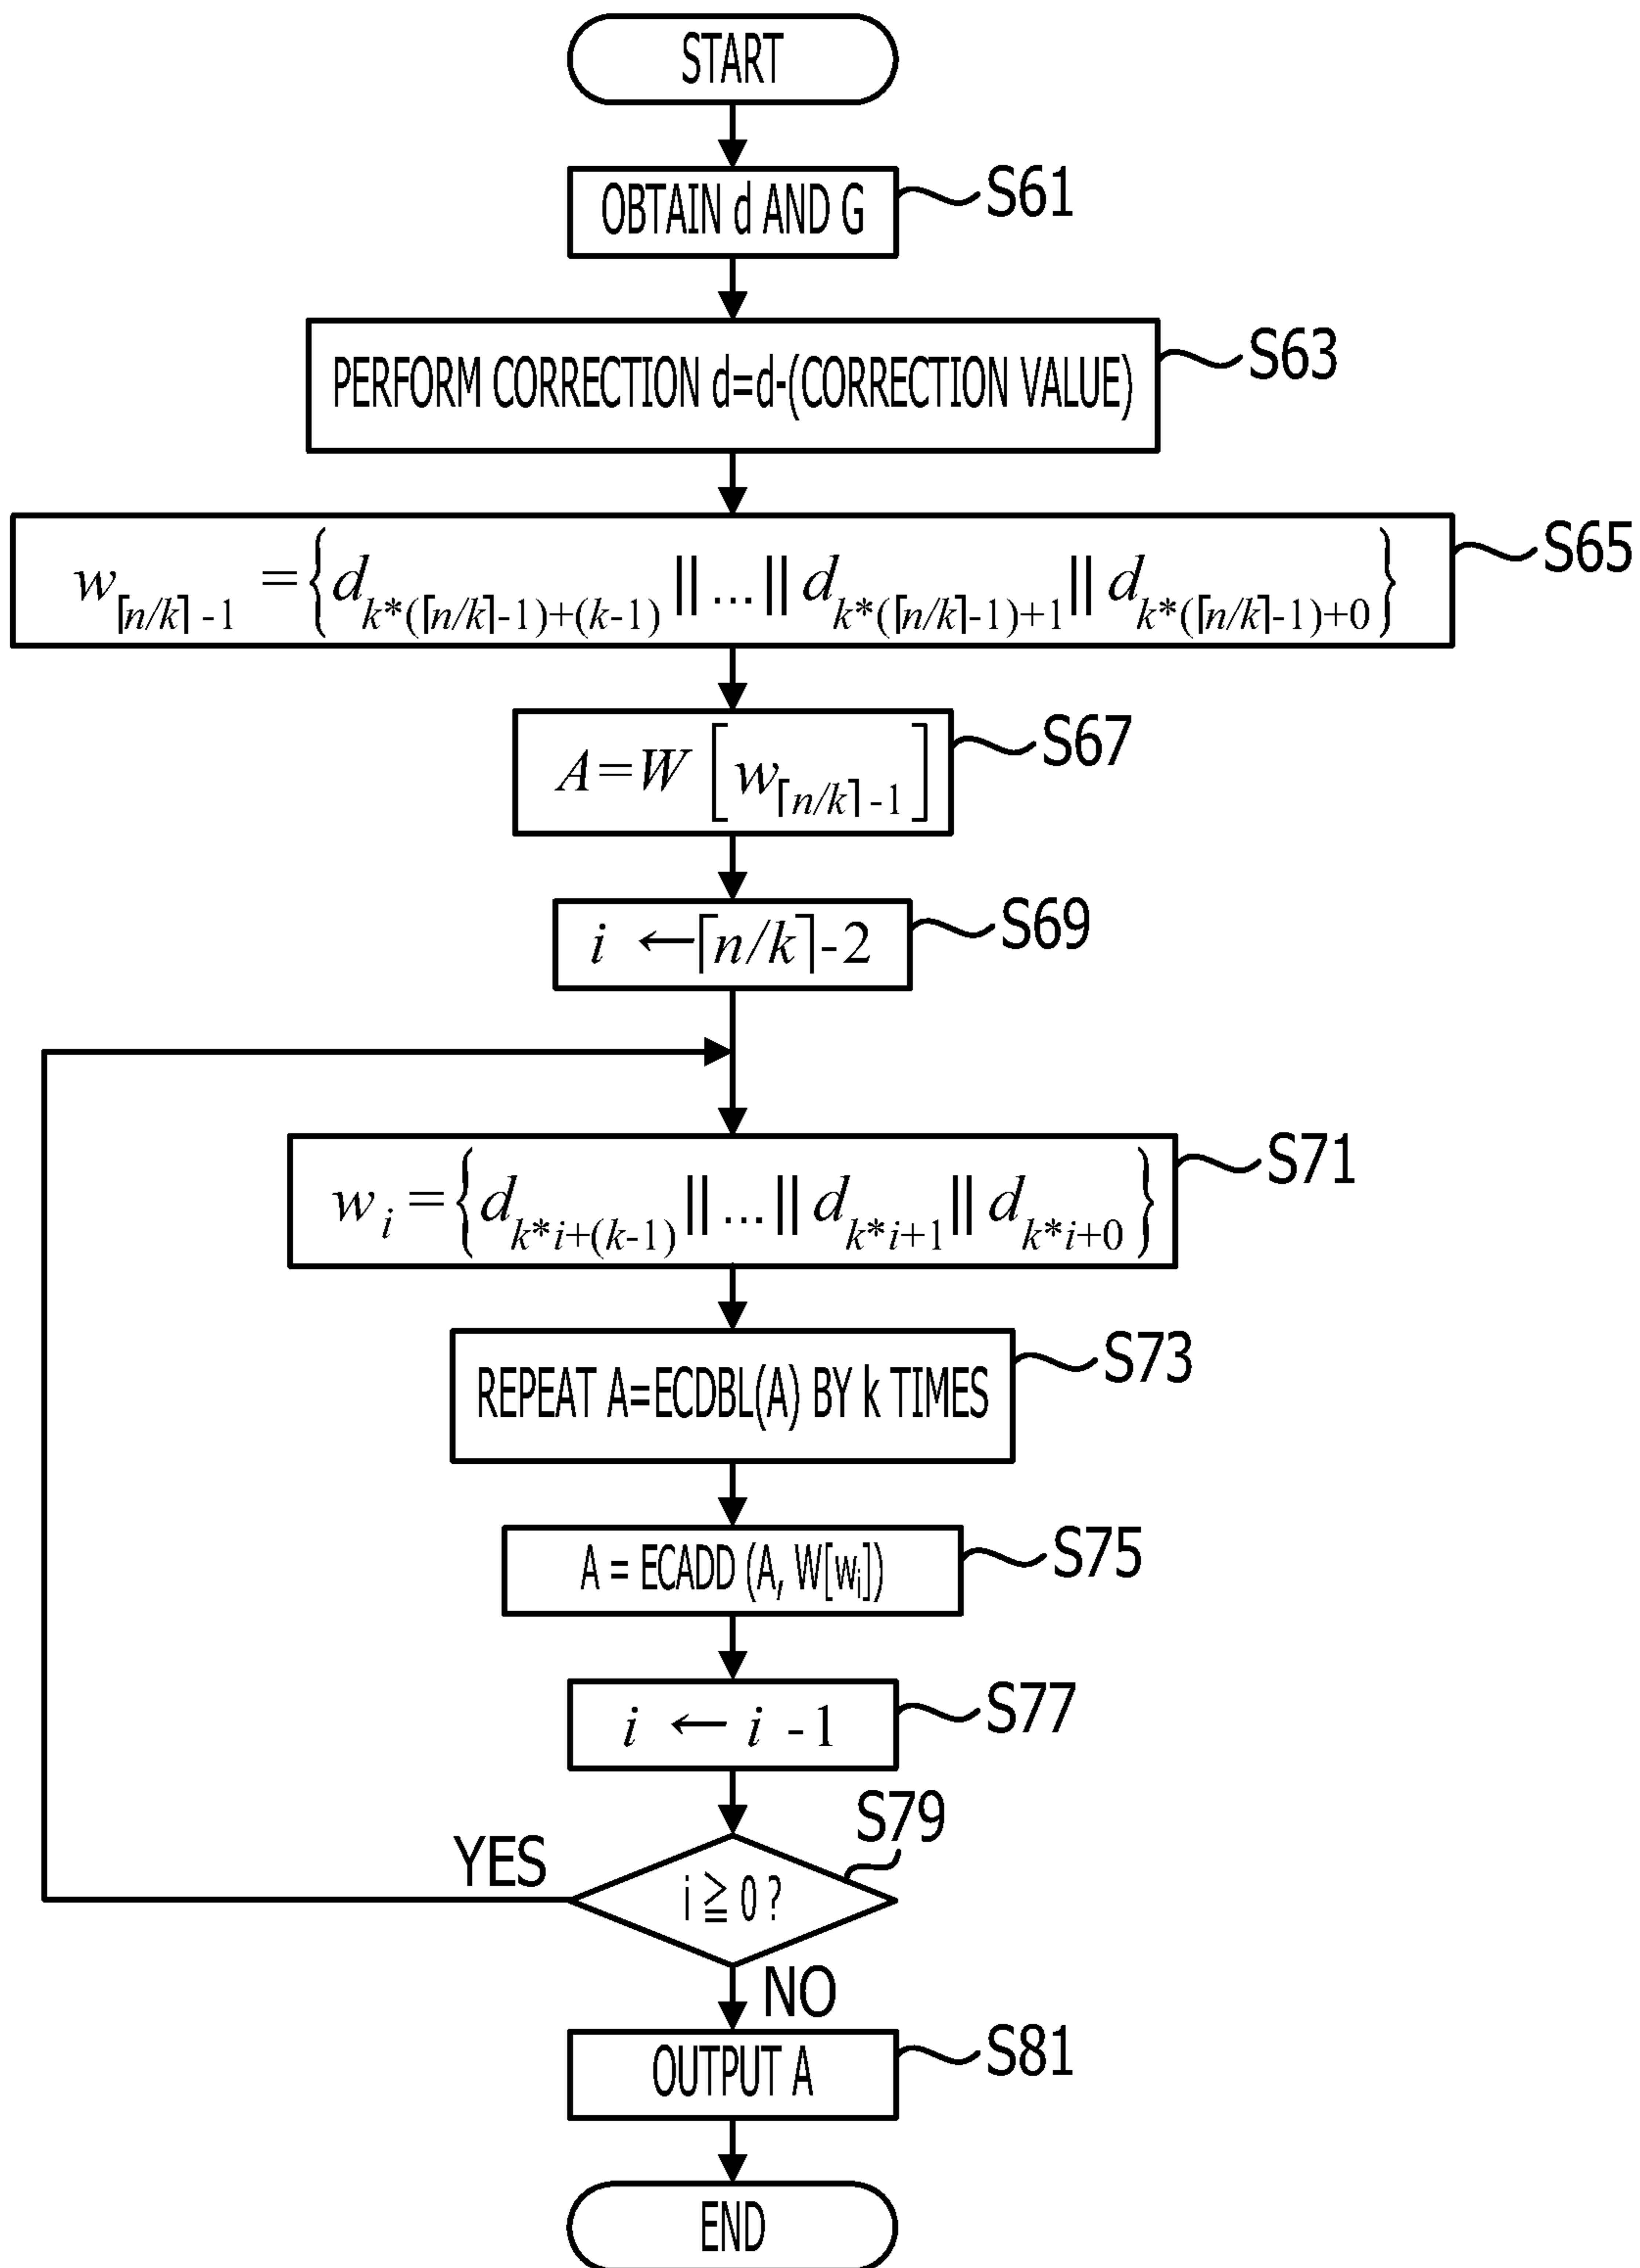 START
OBTAIN d AND G
S61
PERFORM CORRECTION d=d-(CORRECTION VALUE)
S63
w⌈n/k⌉-1 ={dk*(⌈n/k⌉-1)+(k-1)||...||dk*(⌈n/k⌉-1)+1||dk*(⌈n/k⌉-1)+0}
S65
A=W[w⌈n/k⌉-1]
S67
i ←⌈n/k⌉-2
S69
wi={dk*i+(k-1)||...||dk*i+1||dk*i+0}
S71
REPEAT A=ECDBL(A) BY k TIMES
S73
A = ECADD (A, W[wi])
S75
i ← i -1
S77
S79
YES
i ≧ 0 ?
NO
OUTPUT A
S81
END